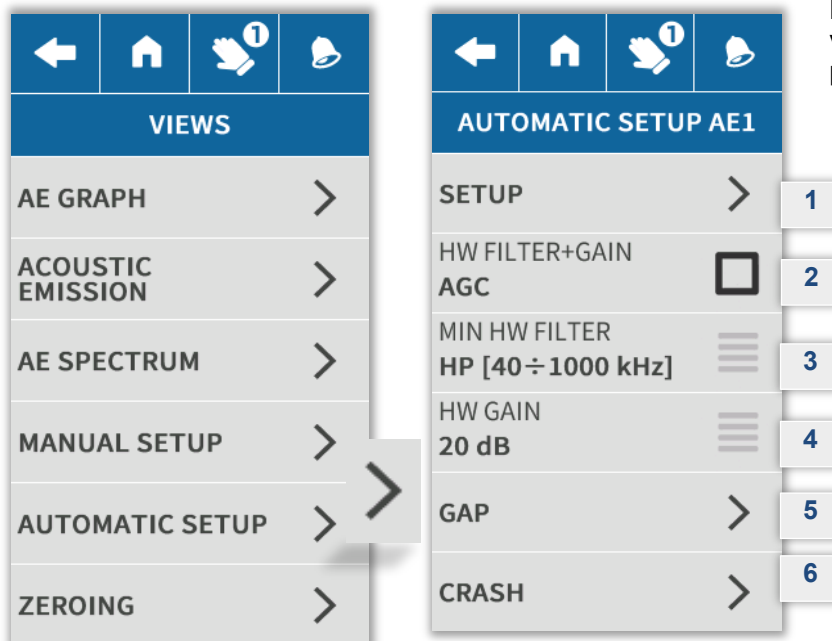 1
VIEWS
AE GRAPH
ACOUSTIC
EMISSION
AE SPECTRUM
MANUAL SETUP
AUTOMATIC SETUP
ZEROING
1
AUTOMATIC SETUP AE1
SETUP
1
HW FILTER+GAIN
AGC
2
MIN HW FILTER
HP [40÷1000 kHz]
3
HW GAIN
20 dB
4
GAP
5
CRASH
6